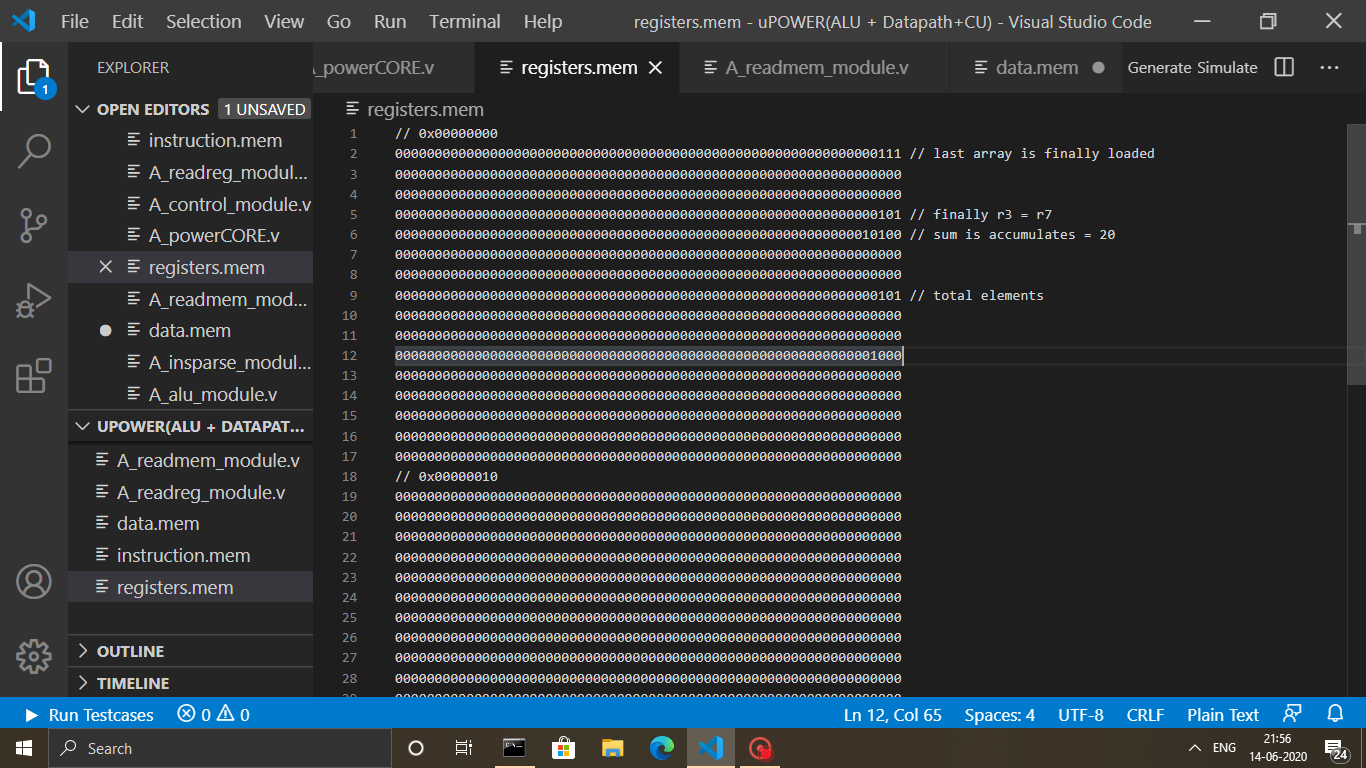 File Edit Selection View Go Run Terminal Help registers.mem - uPOWER(ALU + Datapath+CU) - Visual Studio Code
EXPLORER
OPEN EDITORS 1 UNSAVED
instruction.mem
A_readreg_modul...
A_control_module.v
A_powerCORE.v
registers.mem
A_readmem_mod...
data.mem
A_insparse_modul...
A_alu_module.v
UPOWER(ALU + DATAPAT...
A_readmem_module.v
A_readreg_module.v
data.mem
instruction.mem
registers.mem
OUTLINE
TIMELINE
A_powerCORE.v registers.mem A_readmem_module.v data.mem Generate Simulate
registers.mem
1 // 0x00000000
2 0000000000000000000000000000000000000000000000000000000000000111 // last array is finally loaded
3 0000000000000000000000000000000000000000000000000000000000000000
4 0000000000000000000000000000000000000000000000000000000000000000
5 0000000000000000000000000000000000000000000000000000000000000101 // finally r3 = r7
6 0000000000000000000000000000000000000000000000000000000000010100 // sum is accumulates = 20
7 0000000000000000000000000000000000000000000000000000000000000000
8 0000000000000000000000000000000000000000000000000000000000000000
9 0000000000000000000000000000000000000000000000000000000000000101 // total elements
10 0000000000000000000000000000000000000000000000000000000000000000
11 0000000000000000000000000000000000000000000000000000000000000000
12 0000000000000000000000000000000000000000000000000000000000001000
13 0000000000000000000000000000000000000000000000000000000000000000
14 0000000000000000000000000000000000000000000000000000000000000000
15 0000000000000000000000000000000000000000000000000000000000000000
16 0000000000000000000000000000000000000000000000000000000000000000
17 0000000000000000000000000000000000000000000000000000000000000000
18 // 0x00000010
19 0000000000000000000000000000000000000000000000000000000000000000
20 0000000000000000000000000000000000000000000000000000000000000000
21 0000000000000000000000000000000000000000000000000000000000000000
22 0000000000000000000000000000000000000000000000000000000000000000
23 0000000000000000000000000000000000000000000000000000000000000000
24 0000000000000000000000000000000000000000000000000000000000000000
25 0000000000000000000000000000000000000000000000000000000000000000
26 0000000000000000000000000000000000000000000000000000000000000000
27 0000000000000000000000000000000000000000000000000000000000000000
28 0000000000000000000000000000000000000000000000000000000000000000
1
Run Testcases 0 0 Ln 12, Col 65 Spaces: 4 UTF-8 CRLF Plain Text
Search ENG 21:56
14-06-2020 24